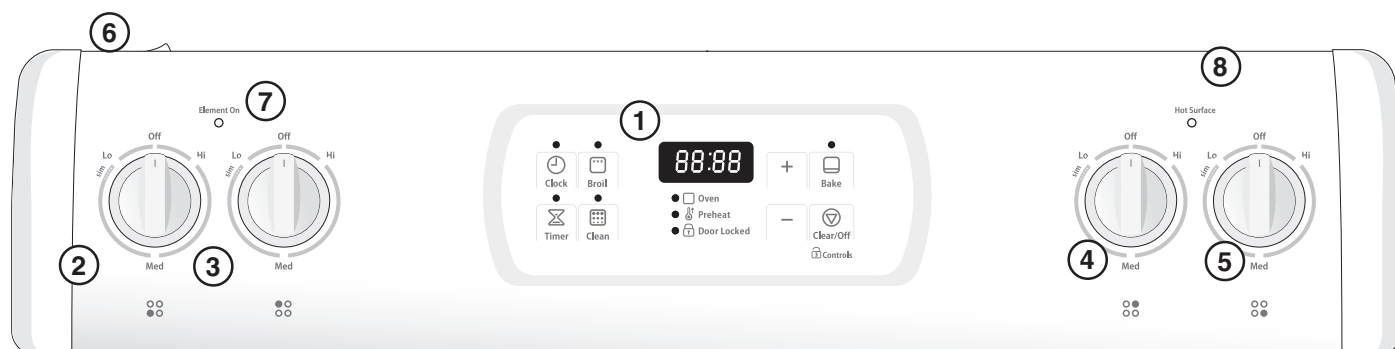 6
8
7
Element On
Hot Surface
1
Off
Off
Off
Off
Lo
Hi
Lo
Hi
Lo
Hi
Lo
Hi
sim
sim
sim
sim
88:88
+
Clock
Broil
Bake
Oven
Preheat
Door Locked
−
Timer
Clean
Clear/Off
3 Controls
2
3
4
5
Med
Med
Med
Med